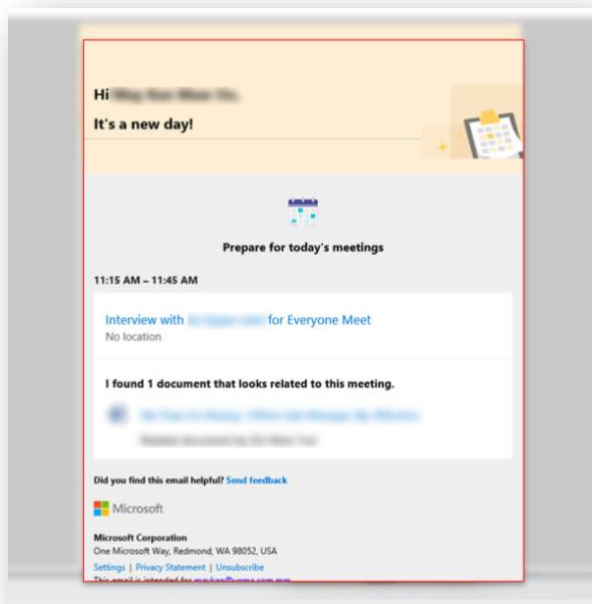 Hi
It's a new day!
Prepare for today's meetings
11:15 AM – 11:45 AM
Interview with for Everyone Meet
No location
I found 1 document that looks related to this meeting.
Did you find this email helpful? Send feedback
Microsoft
Microsoft Corporation
One Microsoft Way, Redmond, WA 98052, USA
Settings | Privacy Statement | Unsubscribe
This email is intended for